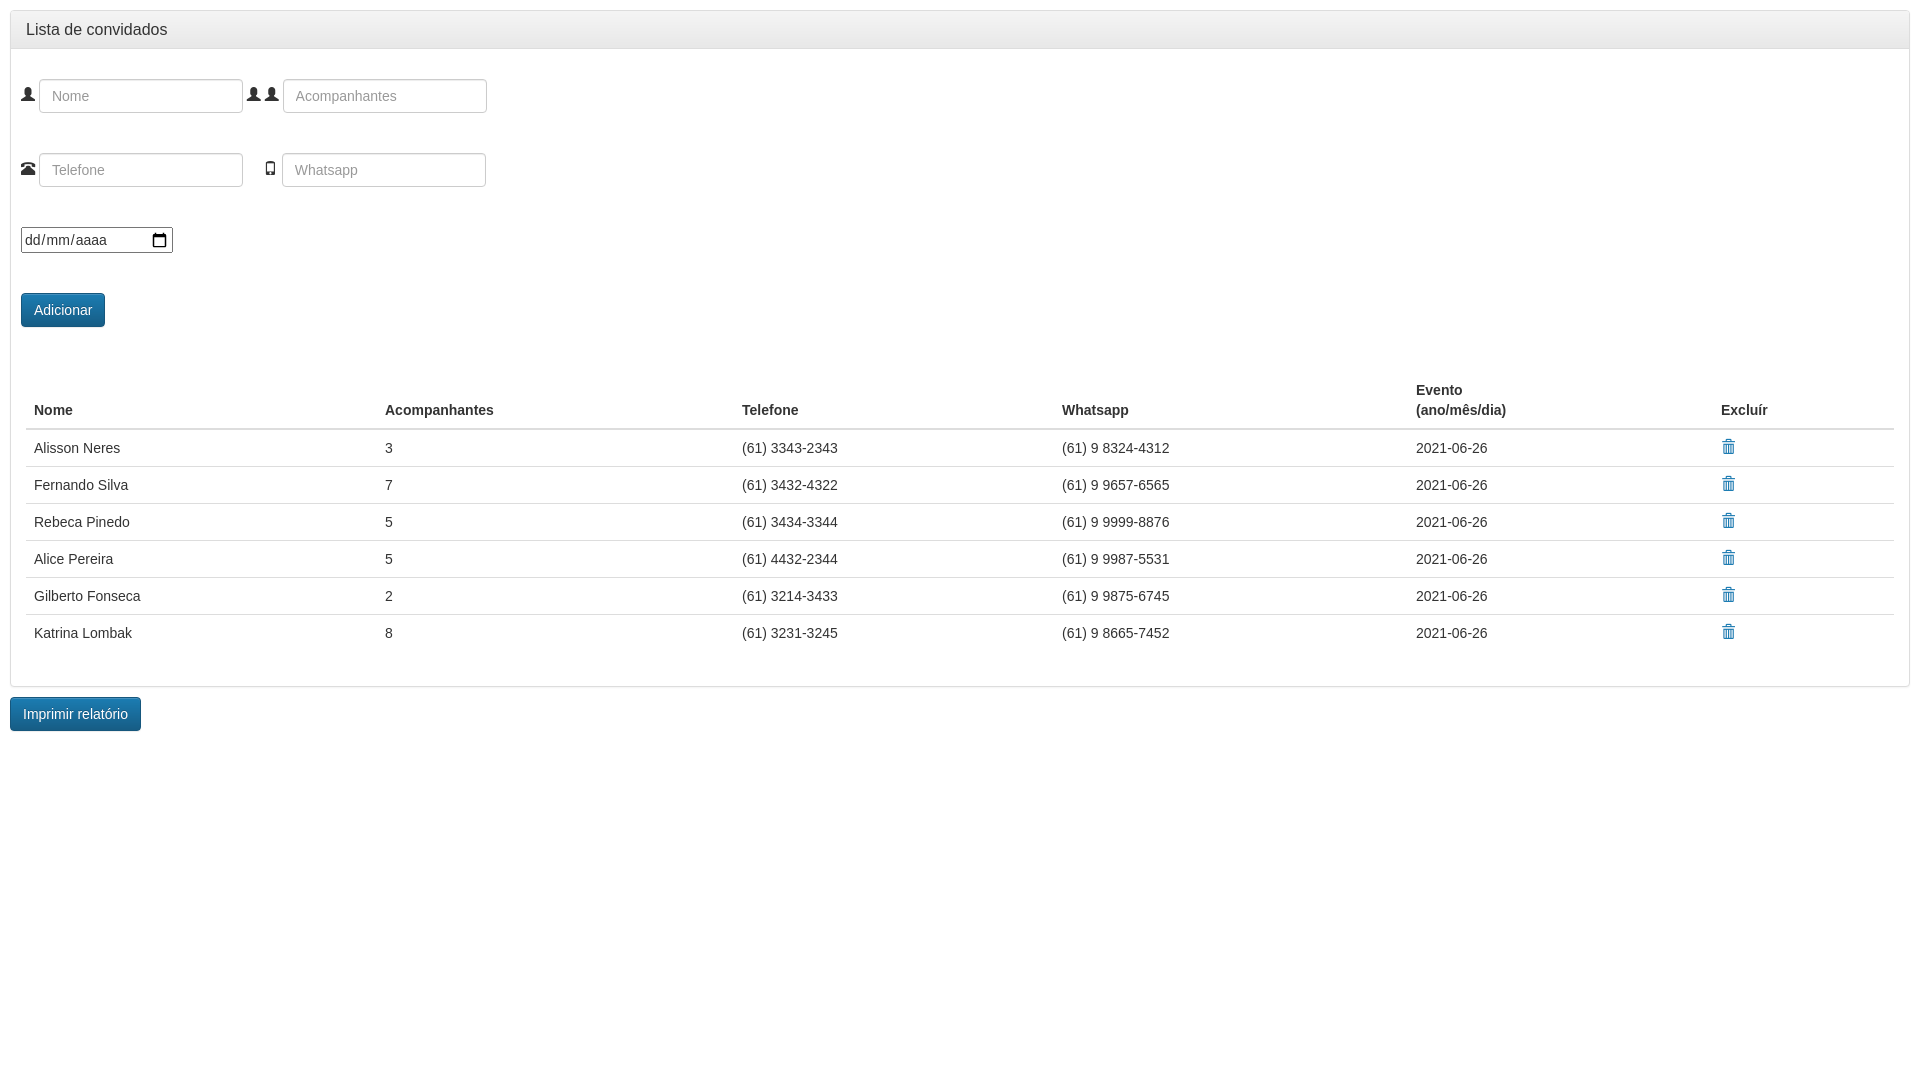 Lista de convidados
Nome Acompanhantes
Telefone Whatsapp
dd/mm/aaaa
Adicionar
Nome Acompanhantes Telefone Whatsapp Evento (ano/mês/dia) Excluír
Alisson Neres 3 (61) 3343-2343 (61) 9 8324-4312 2021-06-26
Fernando Silva 7 (61) 3432-4322 (61) 9 9657-6565 2021-06-26
Rebeca Pinedo 5 (61) 3434-3344 (61) 9 9999-8876 2021-06-26
Alice Pereira 5 (61) 4432-2344 (61) 9 9987-5531 2021-06-26
Gilberto Fonseca 2 (61) 3214-3433 (61) 9 9875-6745 2021-06-26
Katrina Lombak 8 (61) 3231-3245 (61) 9 8665-7452 2021-06-26
Imprimir relatório